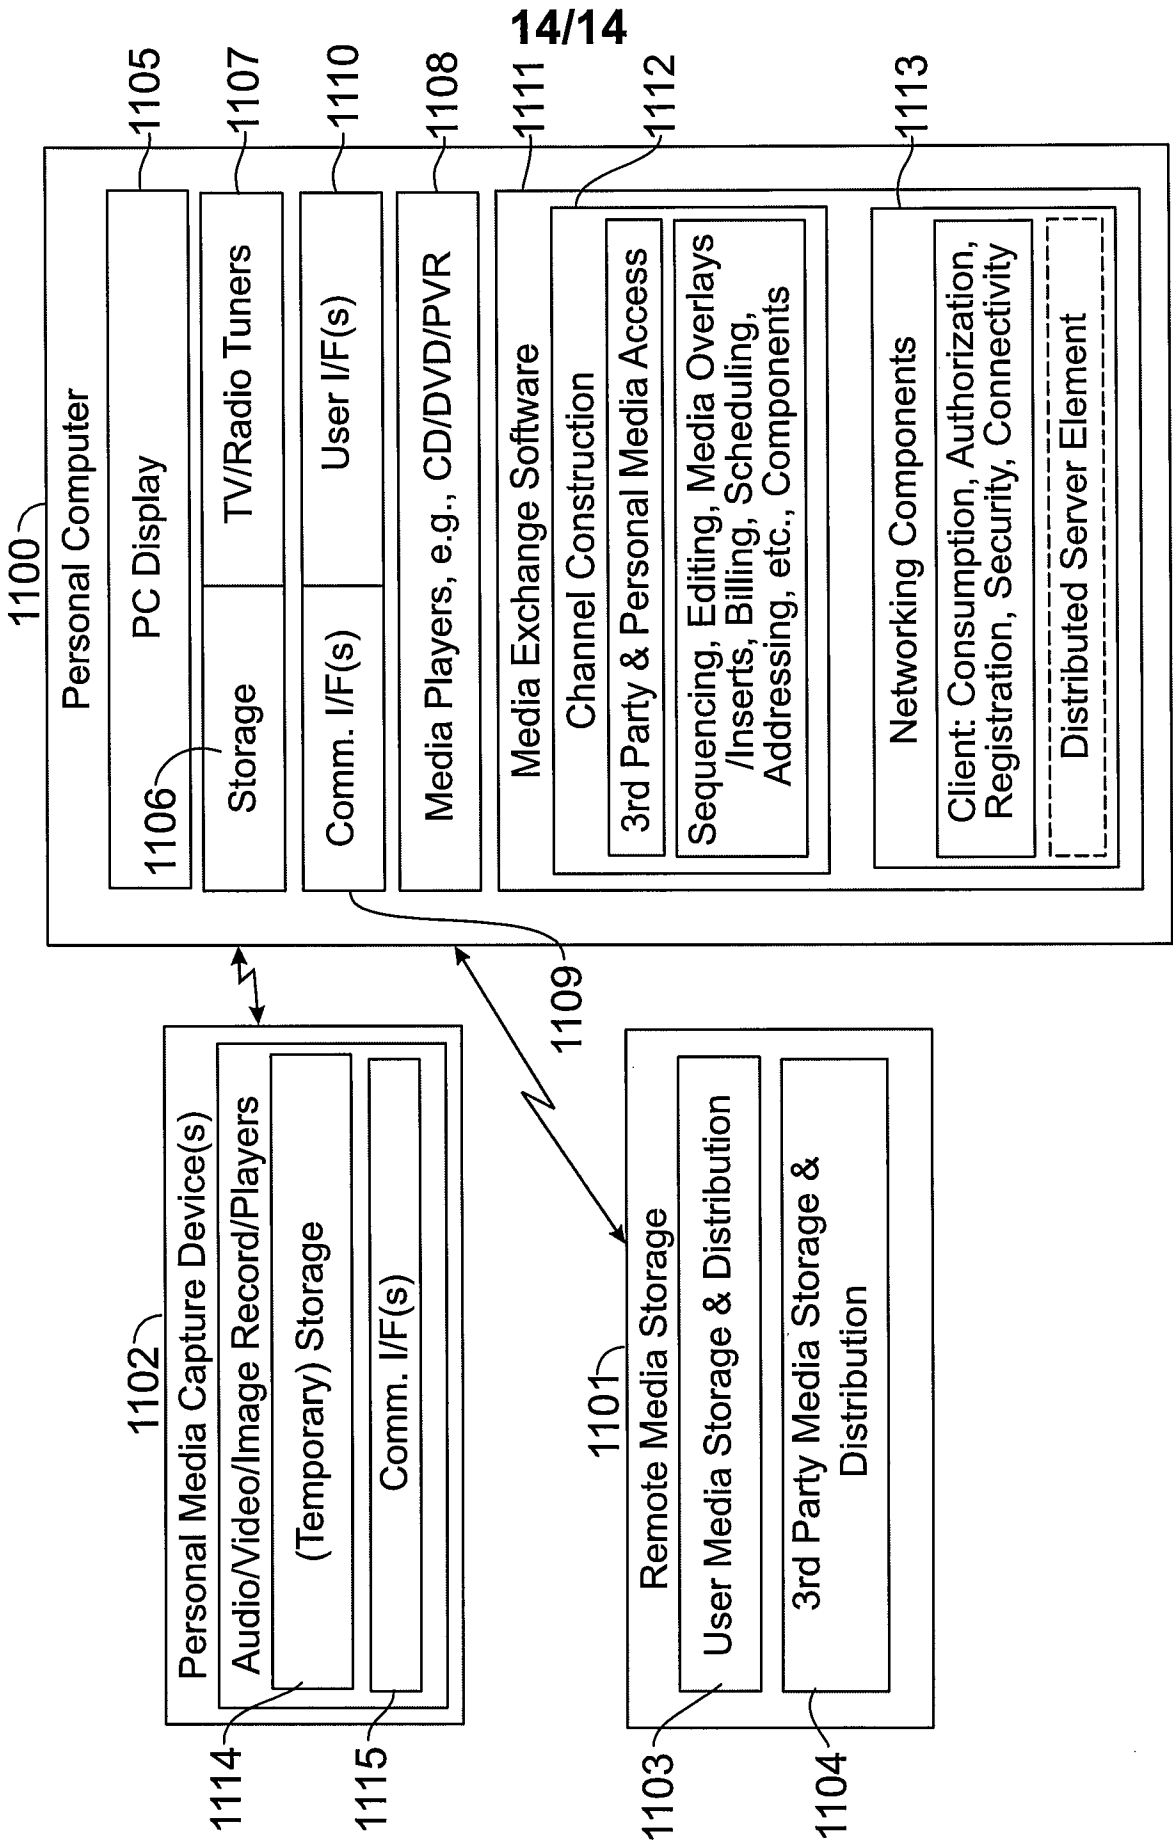 14/14
1100
Personal Computer
PC Display
1105
1106
Storage
TV/Radio Tuners
1107
Comm. I/F(s)
User I/F(s)
1110
1109
Media Players, e.g., CD/DVD/PVR
1108
Media Exchange Software
1111
Channel Construction
1112
3rd Party & Personal Media Access
Sequencing, Editing, Media Overlays
/Inserts, Billing, Scheduling,
Addressing, etc., Components
Networking Components
1113
Client: Consumption, Authorization,
Registration, Security, Connectivity
Distributed Server Element
1102
Personal Media Capture Device(s)
Audio/Video/Image Record/Players
(Temporary) Storage
1114
Comm. I/F(s)
1115
1101
Remote Media Storage
User Media Storage & Distribution
1103
3rd Party Media Storage &
Distribution
1104